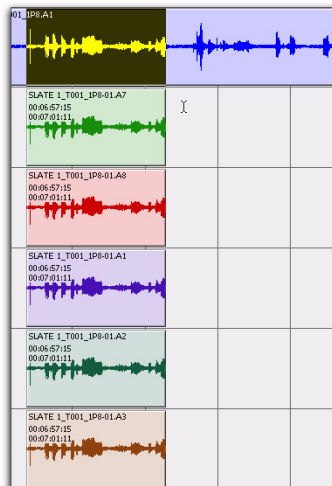 01_1P8.A1
SLATE 1_T001_1P8-01.A7
00:06:57:15
00:07:01:11
SLATE 1_T001_1P8-01.A8
00:06:57:15
00:07:01:11
SLATE 1_T001_1P8-01.A1
00:06:57:15
00:07:01:11
SLATE 1_T001_1P8-01.A2
00:06:57:15
00:07:01:11
SLATE 1_T001_1P8-01.A3
00:06:57:15
00:07:01:11